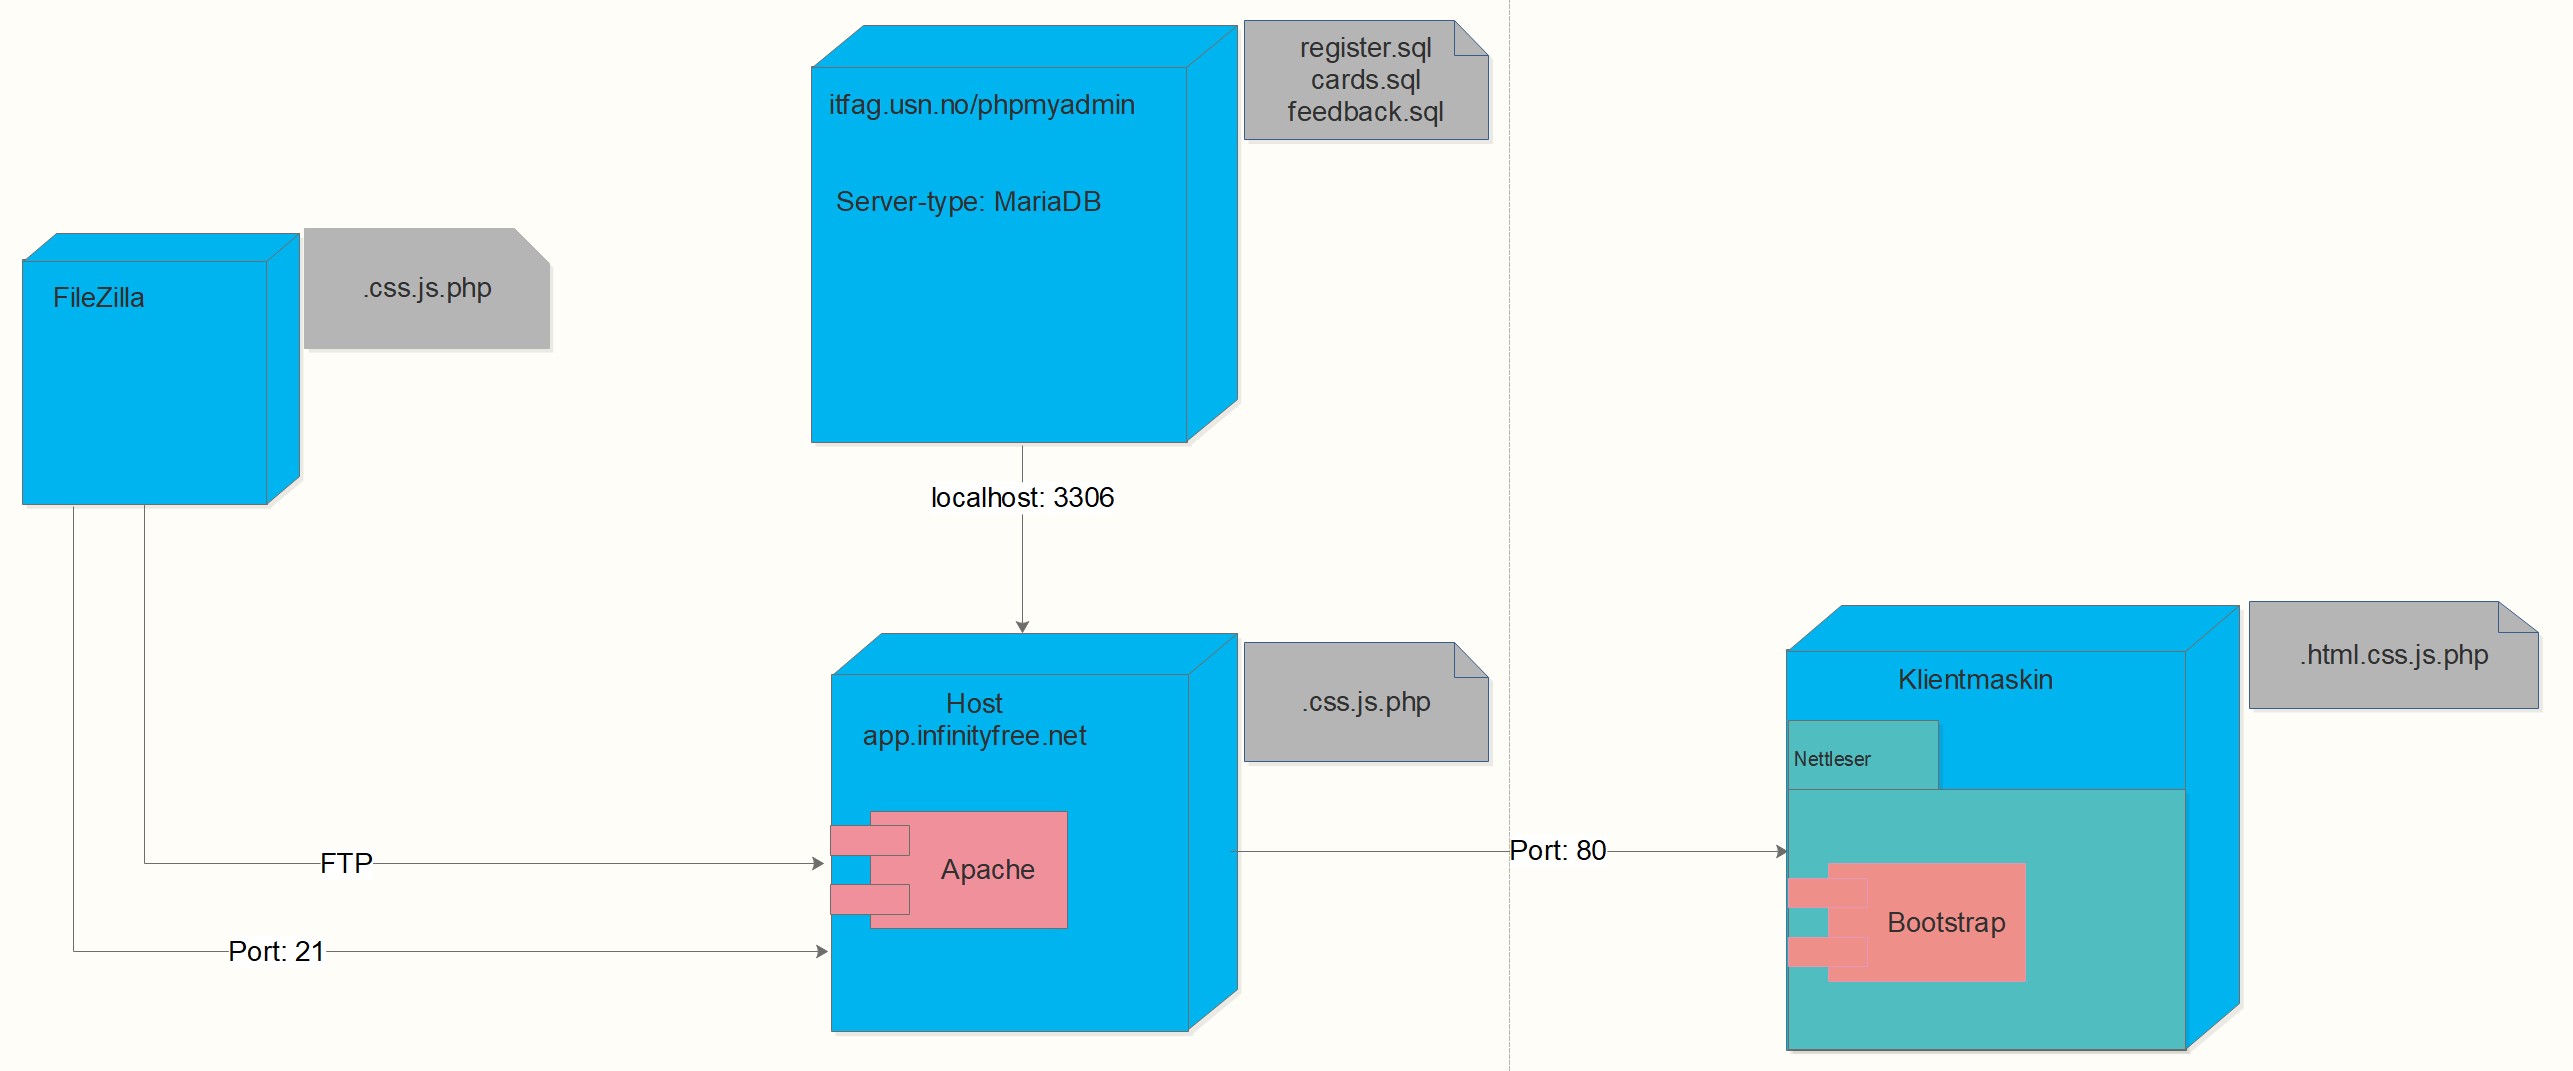 itfag.usn.no/phpmyadmin
Server-type: MariaDB
register.sql
cards.sql
feedback.sql
FileZilla
.css.js.php
localhost: 3306
Host
app.infinityfree.net
Apache
.css.js.php
FTP
Port: 21
Port: 80
Klientmaskin
Nettleser
Bootstrap
.html.css.js.php